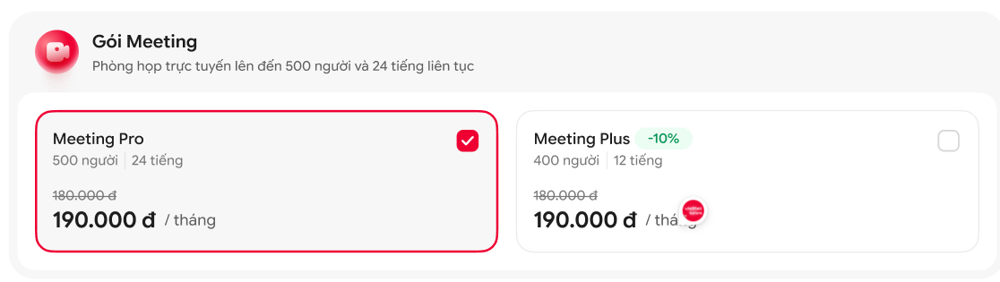 Gói Meeting
Phòng họp trực tuyến lên đến 500 người và 24 tiếng liên tục
Meeting Pro
500 người | 24 tiếng
180.000 đ
190.000 đ / tháng
Meeting Plus -10%
400 người | 12 tiếng
180.000 đ
190.000 đ